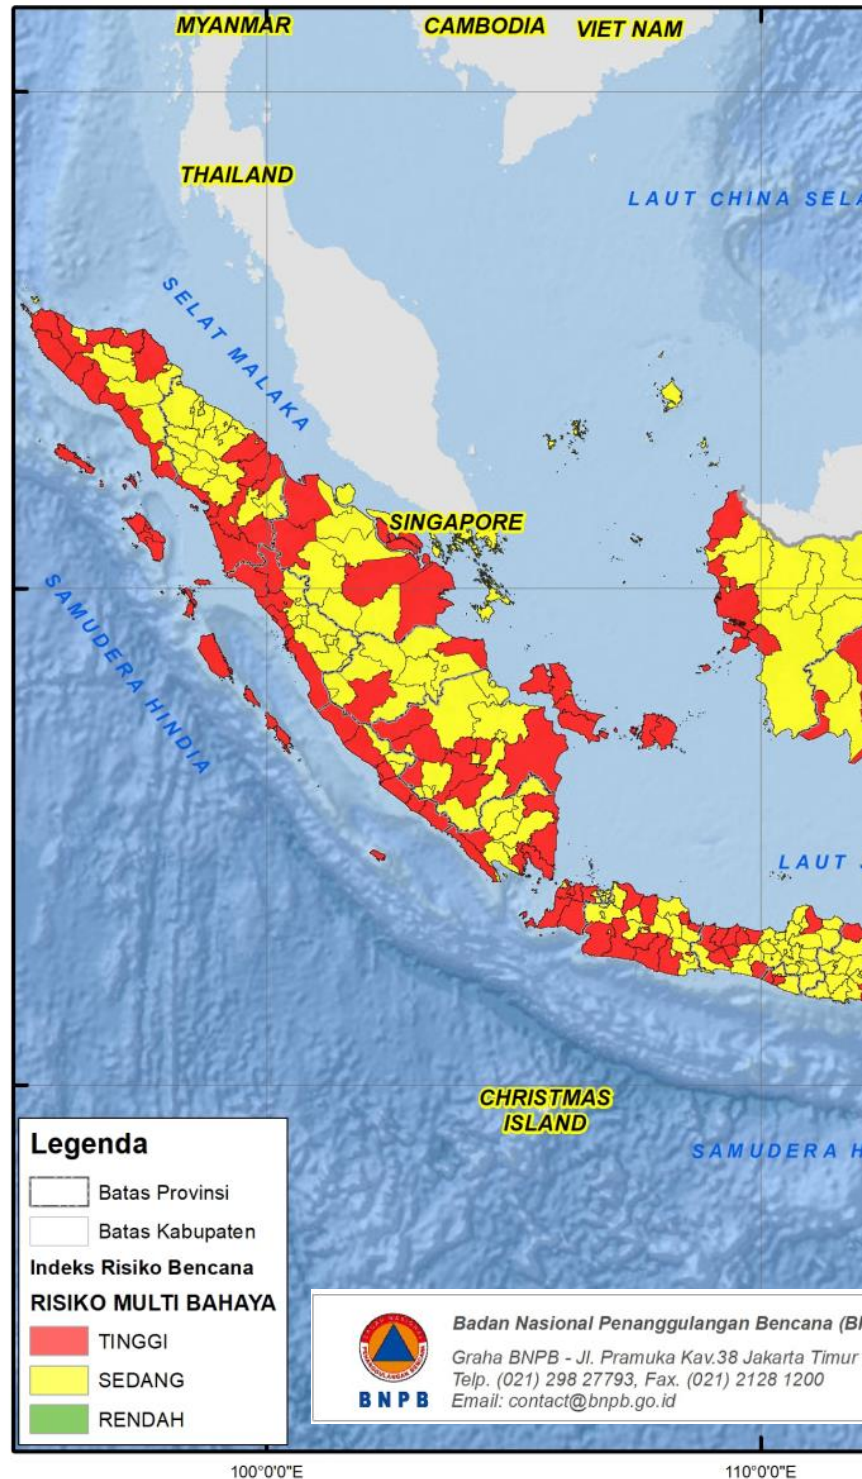 MYANMAR
CAMBODIA
VIET NAM
THAILAND
LAUT CHINA SELA
SELAT MALAKA
SINGAPORE
SAMUDERA HINDIA
LAUT
CHRISTMAS
ISLAND
SAMUDERA H
Legenda
Batas Provinsi
Batas Kabupaten
Indeks Risiko Bencana
RISIKO MULTI BAHAYA
TINGGI
SEDANG
RENDAH
BNPB
Badan Nasional Penanggulangan Bencana (B
Graha BNPB - Jl. Pramuka Kav.38 Jakarta Timur
Telp. (021) 298 27793, Fax. (021) 2128 1200
Email: contact@bnpb.go.id
100°0'0"E
110°0'0"E